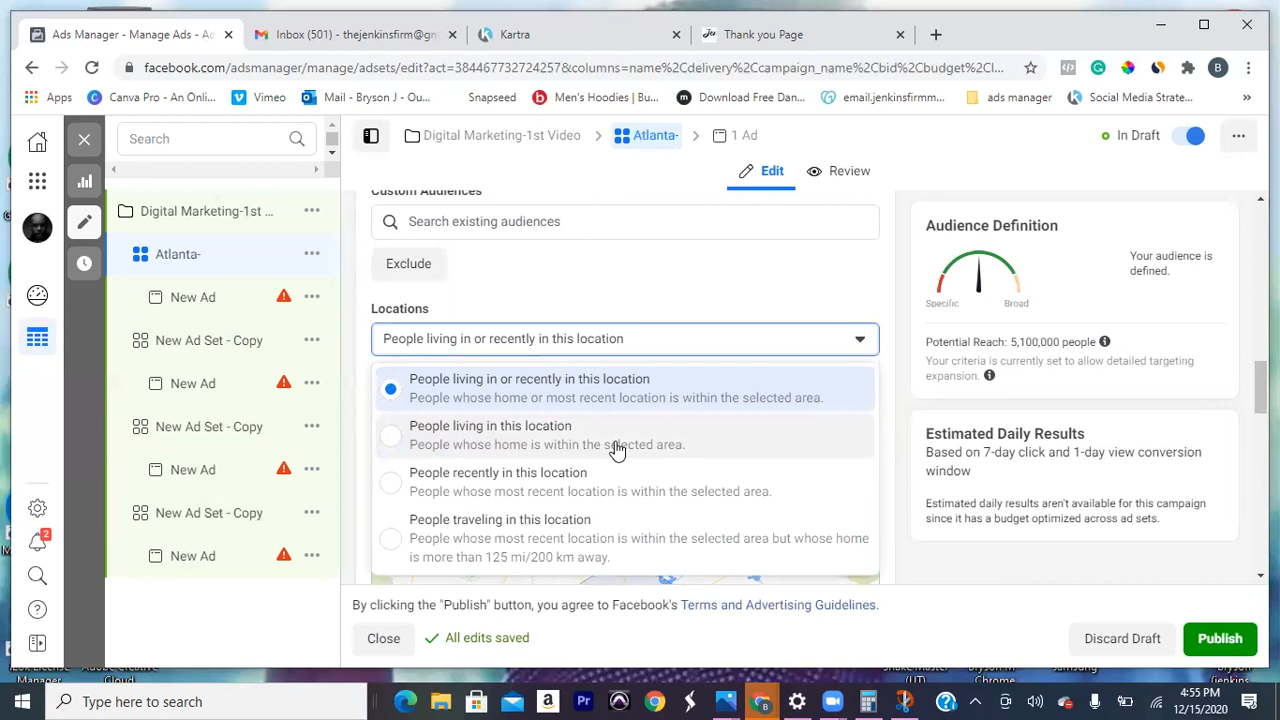 Ads Manager - Manage Ads - Ad
Inbox (501) - thejenkinsfirm@gm
Kartra
Thank you Page
facebook.com/adsmanager/manage/adsets/edit?act=384467732724257&columns=name%2Cdelivery%2Ccampaign_name%2Cbid%2Cbudget%2Cl...
B
Apps
Canva Pro - An Onli...
Vimeo
Mail - Bryson J - Ou...
Snapseed
Men's Hoodies | Bu...
Download Free Dan...
email.jenkinsfirmm...
ads manager
Social Media Strate...
Search
Digital Marketing-1st Video
Atlanta-
1 Ad
In Draft
Edit
Review
Digital Marketing-1st ...
Atlanta-
New Ad
New Ad Set - Copy
New Ad
New Ad Set - Copy
New Ad
New Ad Set - Copy
New Ad
2
Custom Audiences
Search existing audiences
Exclude
Locations
People living in or recently in this location
People living in or recently in this location
People whose home or most recent location is within the selected area.
People living in this location
People whose home is within the selected area.
People recently in this location
People whose most recent location is within the selected area.
People traveling in this location
People whose most recent location is within the selected area but whose home
is more than 125 mi/200 km away.
Audience Definition
Your audience is
defined.
Specific
Broad
Potential Reach: 5,100,000 people
Your criteria is currently set to allow detailed targeting
expansion.
Estimated Daily Results
Based on 7-day click and 1-day view conversion
window
Estimated daily results aren't available for this campaign
since it has a budget optimized across ad sets.
By clicking the "Publish" button, you agree to Facebook's Terms and Advertising Guidelines.
Close
All edits saved
Discard Draft
Publish
Manager
Cloud
(UT)
Chrome
Type here to search
4:55 PM
12/15/2020